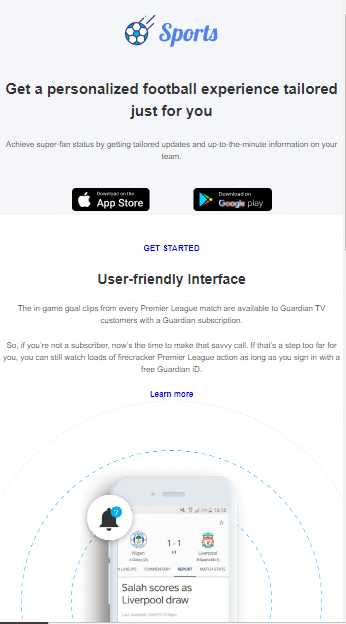 Sports
Get a personalized football experience tailored
just for you
Achieve super-fan status by getting tailored updates and up-to-the-minute information on your
team.
Download on the
App Store
Download on
Google play
GET STARTED
User-friendly Interface
The in-game goal clips from every Premier League match are available to Guardian TV
customers with a Guardian subscription.
So, if you're not a subscriber, now's the time to make that savvy call. If that's a step too far for
you, you can still watch loads of firecracker Premier League action as long as you sign in with a
free Guardian iD.
Learn more
7
Wigan
1-1
Liverpool
LINEUPS COMMENTARY REPORT MATCH STATS
Salah scores as
Liverpool draw